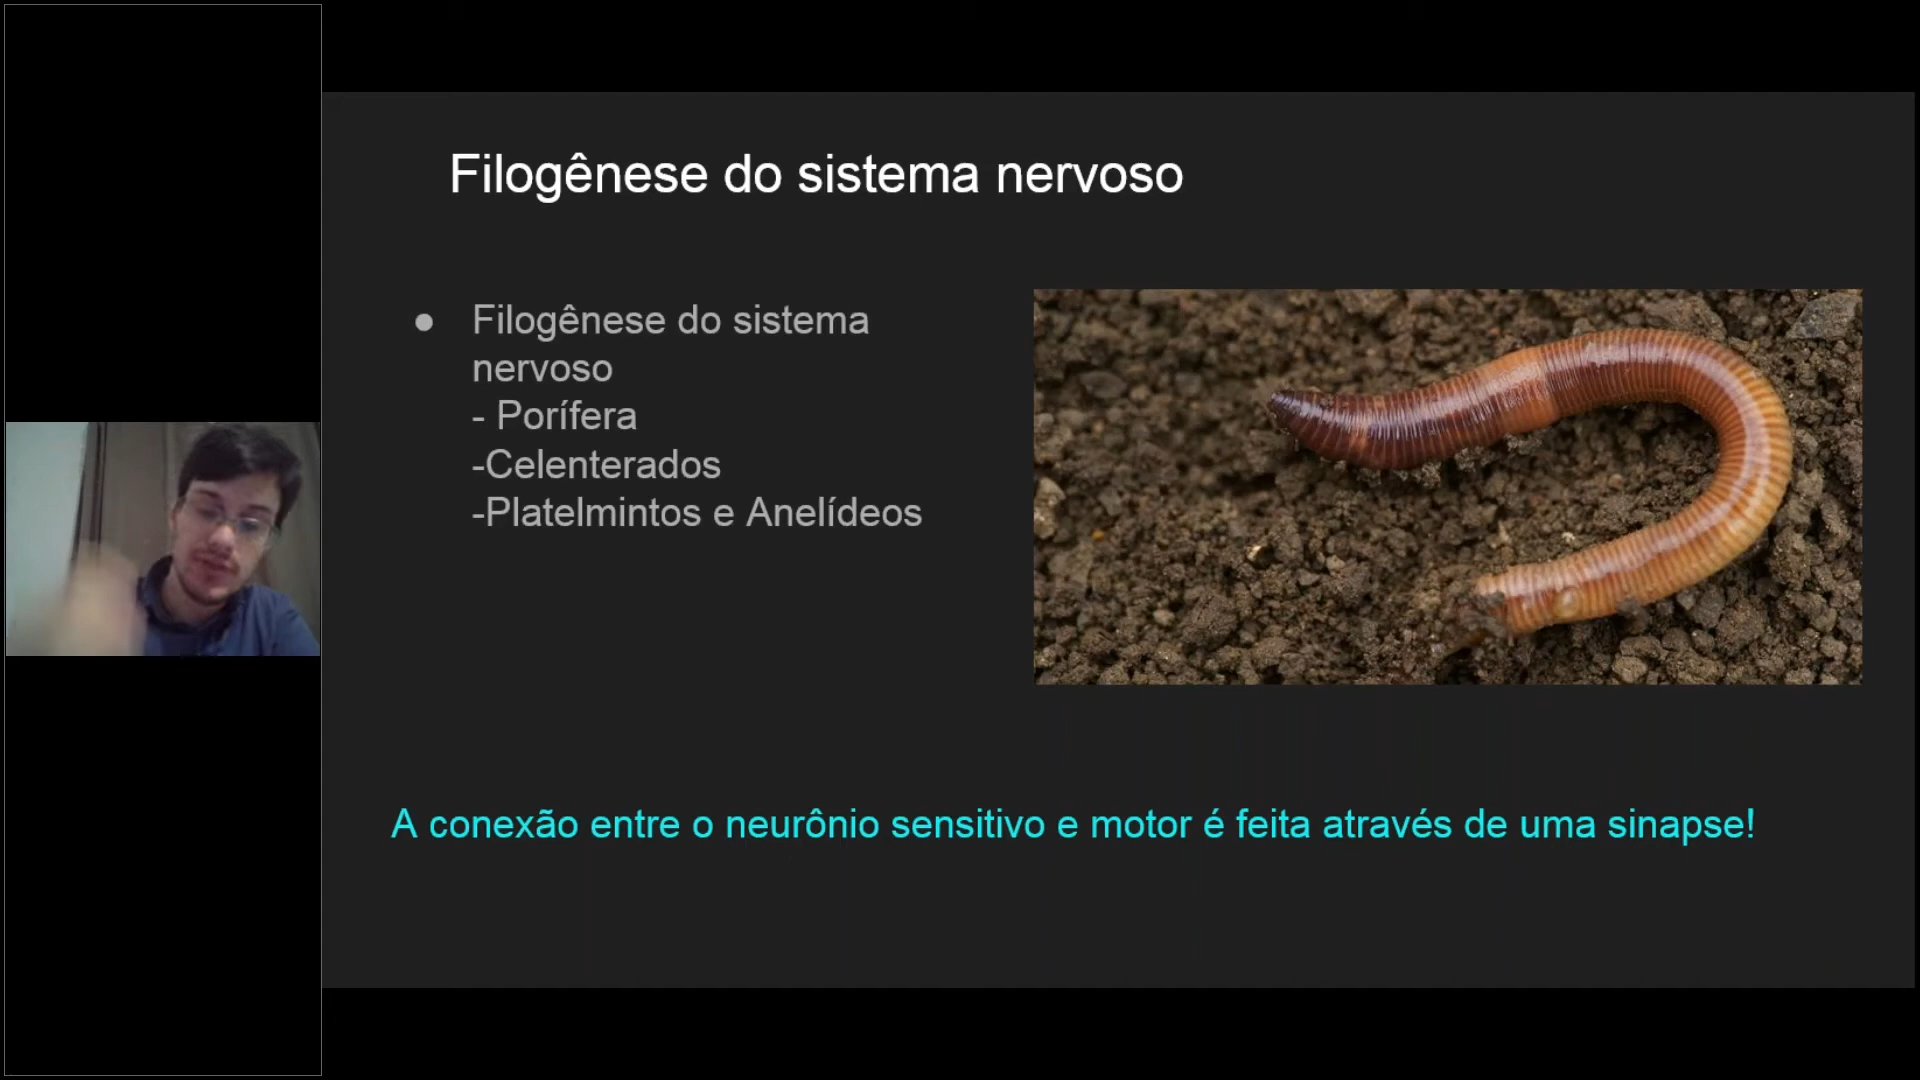 Filogênese do sistema nervoso
● Filogênese do sistema
nervoso
- Porífera
-Celenterados
-Platelmintos e Anelídeos
A conexão entre o neurônio sensitivo e motor é feita através de uma sinapse!